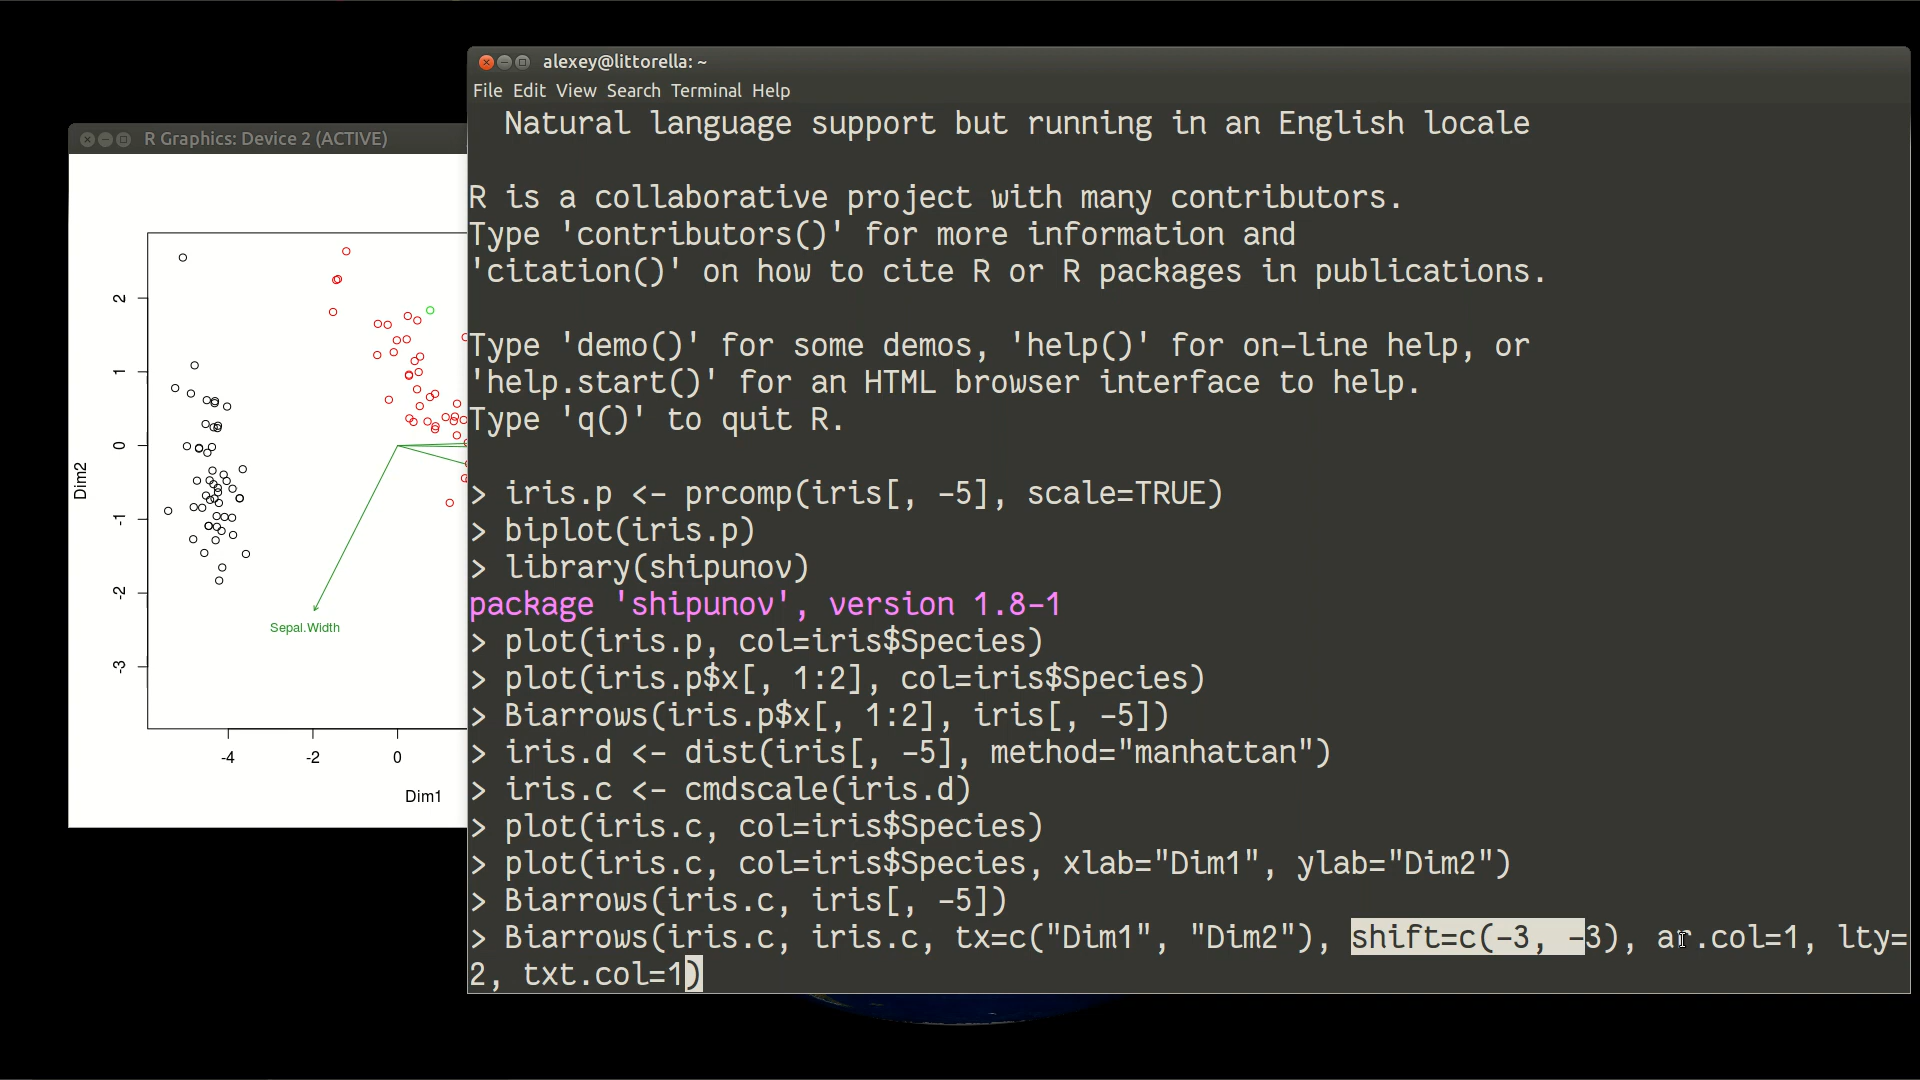 alexey@littorella: ~
File Edit View Search Terminal Help
Natural language support but running in an English locale
R is a collaborative project with many contributors.
Type 'contributors()' for more information and
'citation()' on how to cite R or R packages in publications.
Type 'demo()' for some demos, 'help()' for on-line help, or
'help.start()' for an HTML browser interface to help.
Type 'q()' to quit R.
> iris.p <- prcomp(iris[, -5], scale=TRUE)
> biplot(iris.p)
> library(shipunov)
package 'shipunov', version 1.8-1
> plot(iris.p, col=iris$Species)
> plot(iris.p$x[, 1:2], col=iris$Species)
> Biarrows(iris.p$x[, 1:2], iris[, -5])
> iris.d <- dist(iris[, -5], method="manhattan")
> iris.c <- cmdscale(iris.d)
> plot(iris.c, col=iris$Species)
> plot(iris.c, col=iris$Species, xlab="Dim1", ylab="Dim2")
> Biarrows(iris.c, iris[, -5])
> Biarrows(iris.c, iris.c, tx=c("Dim1", "Dim2"), shift=c(-3, -3), ar.col=1, lty=
2, txt.col=1)
R Graphics: Device 2 (ACTIVE)
2
1
0
-1
-2
-3
Dim2
Sepal.Width
-4 -2 0
Dim1